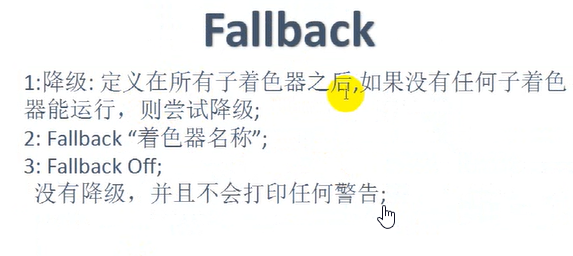 Fallback
1:降级: 定义在所有子着色器之后,如果没有任何子着色
器能运行，则尝试降级;
2: Fallback “着色器名称”;
3: Fallback Off;
没有降级，并且不会打印任何警告;